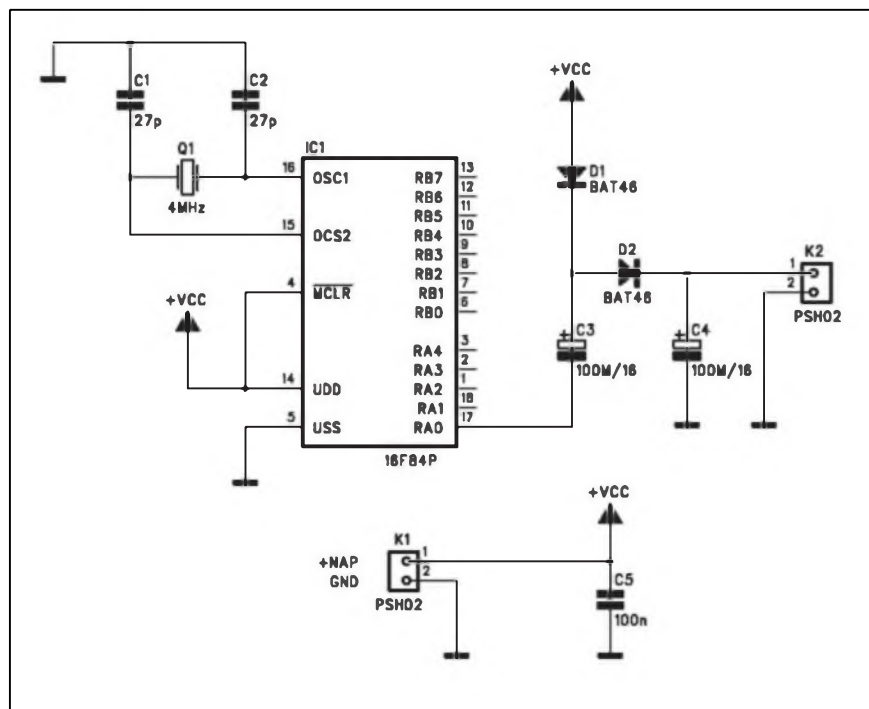 C1
27p
C2
27p
Q1
4MHz
IC1
16 OSC1
15 OCS2
4 MCLR
14 UDD
5 USS
RB7 13
RB6 12
RB5 11
RB4 10
RB3 9
RB2 8
RB1 7
RB0 6
RA4 3
RA3 2
RA2 1
RA1 18
RA0 17
16F84P
+VCC
+VCC
D1
BAT46
D2
BAT46
C3
+
100M/16
C4
+
100M/16
K2
1
2
PSH02
+VCC
K1
+NAP 1
GND 2
PSH02
C5
100n